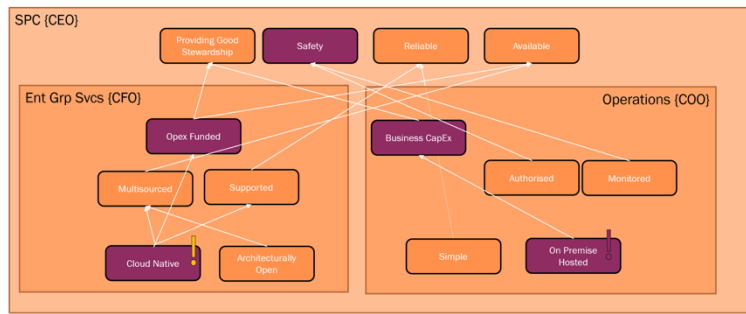 SPC {CEO}
Providing Good
Stewardship
Safety
Reliable
Available
Ent Grp Svcs {CFO}
Operations {COO}
Opex Funded
Business CapEx
Multisourced
Supported
Authorised
Monitored
Cloud Native
Architecturally
Open
Simple
On Premise
Hosted